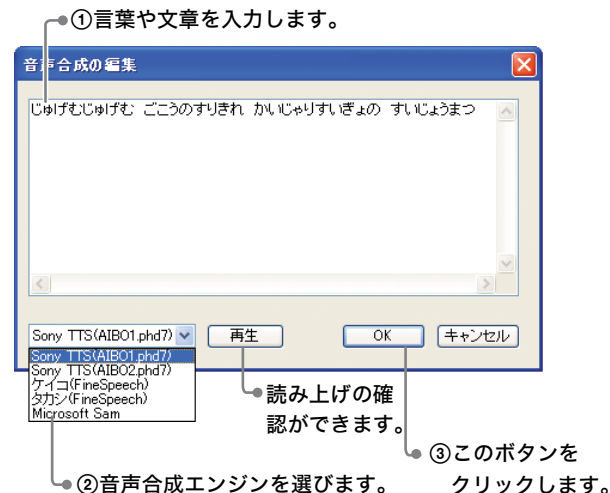 ①言葉や文章を入力します。
音声合成の編集
じゅげむじゅげむ ごこうのすりきれ かいじゃりすいぎょの すいじょうまつ
Sony TTS(AIBO1.phd7)
再生
OK
キャンセル
Sony TTS(AIBO1.phd7)
Sony TTS(AIBO2.phd7)
ケイコ(FineSpeech)
タカシ(FineSpeech)
Microsoft Sam
読み上げの確
認ができます。
③このボタンを
クリックします。
②音声合成エンジンを選びます。